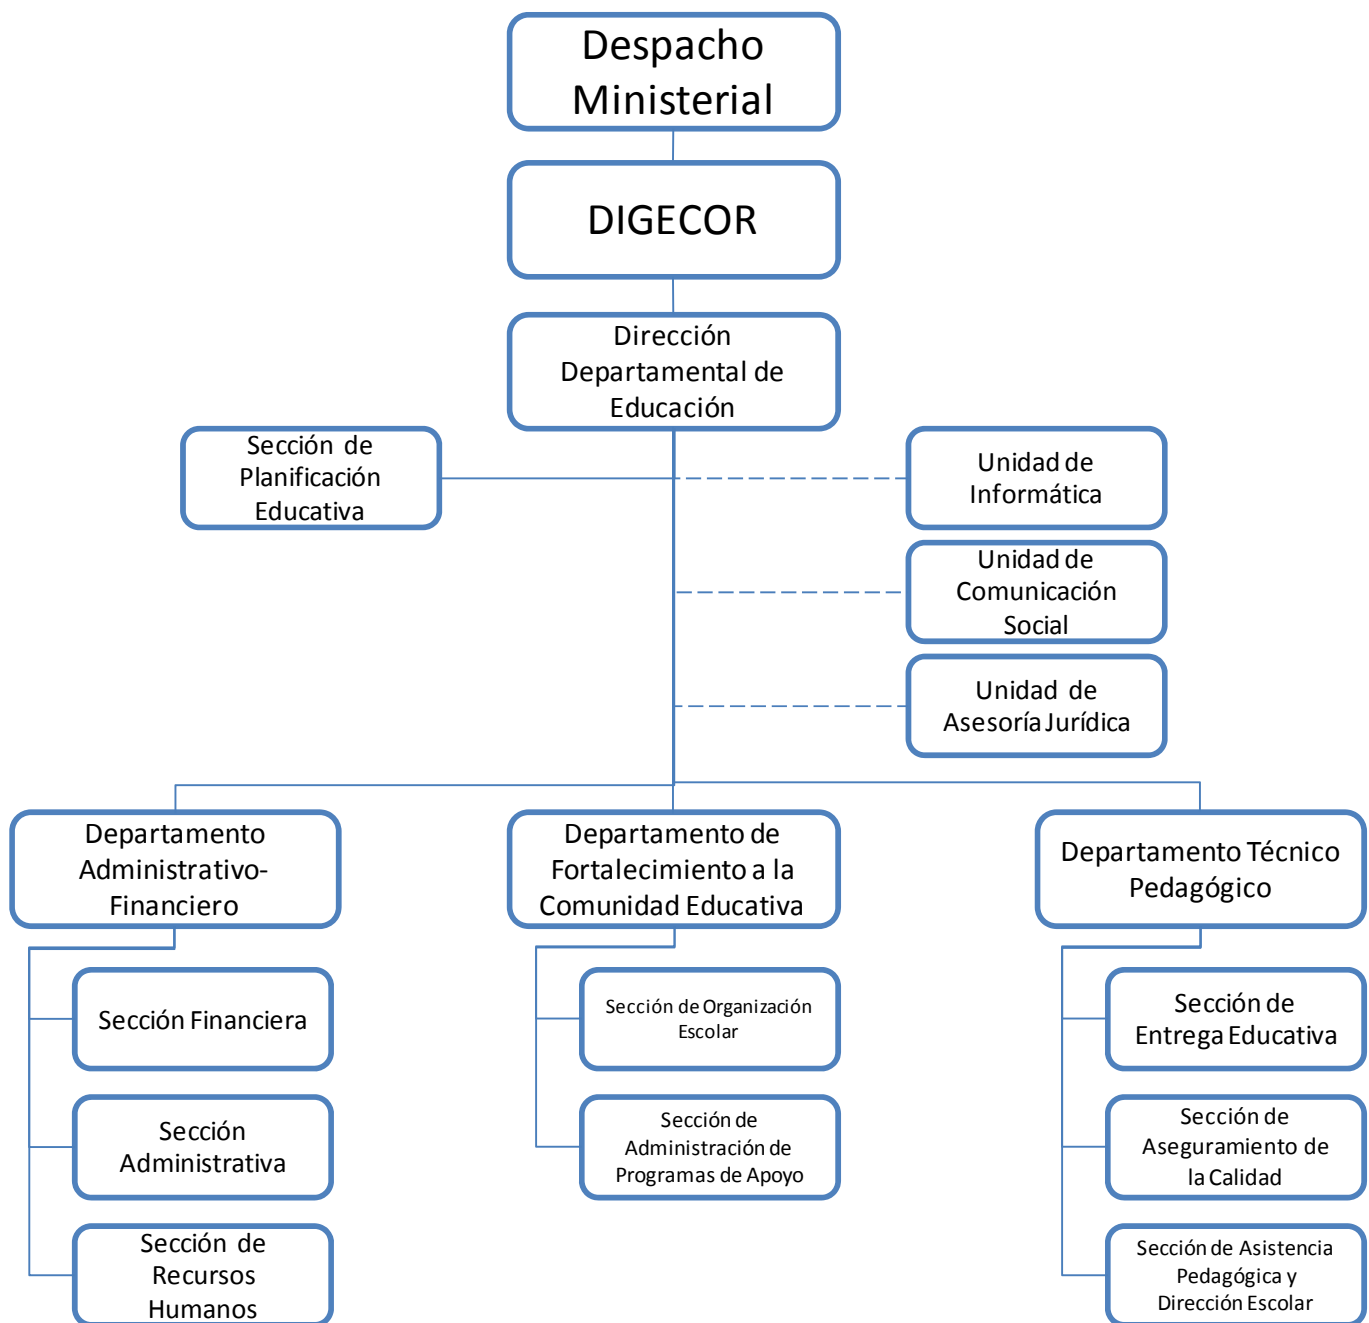 Despacho
Ministerial
DIGECOR
Dirección
Departamental de
Educación
Sección de
Planificación
Educativa
Unidad de
Informática
Unidad de
Comunicación
Social
Unidad de
Asesoría Jurídica
Departamento
Administrativo-
Financiero
Departamento de
Fortalecimiento a la
Comunidad Educativa
Departamento Técnico
Pedagógico
Sección Financiera
Sección
Administrativa
Sección de
Recursos
Humanos
Sección de Organización
Escolar
Sección de
Administración de
Programas de Apoyo
Sección de
Entrega Educativa
Sección de
Aseguramiento de
la Calidad
Sección de Asistencia
Pedagógica y
Dirección Escolar